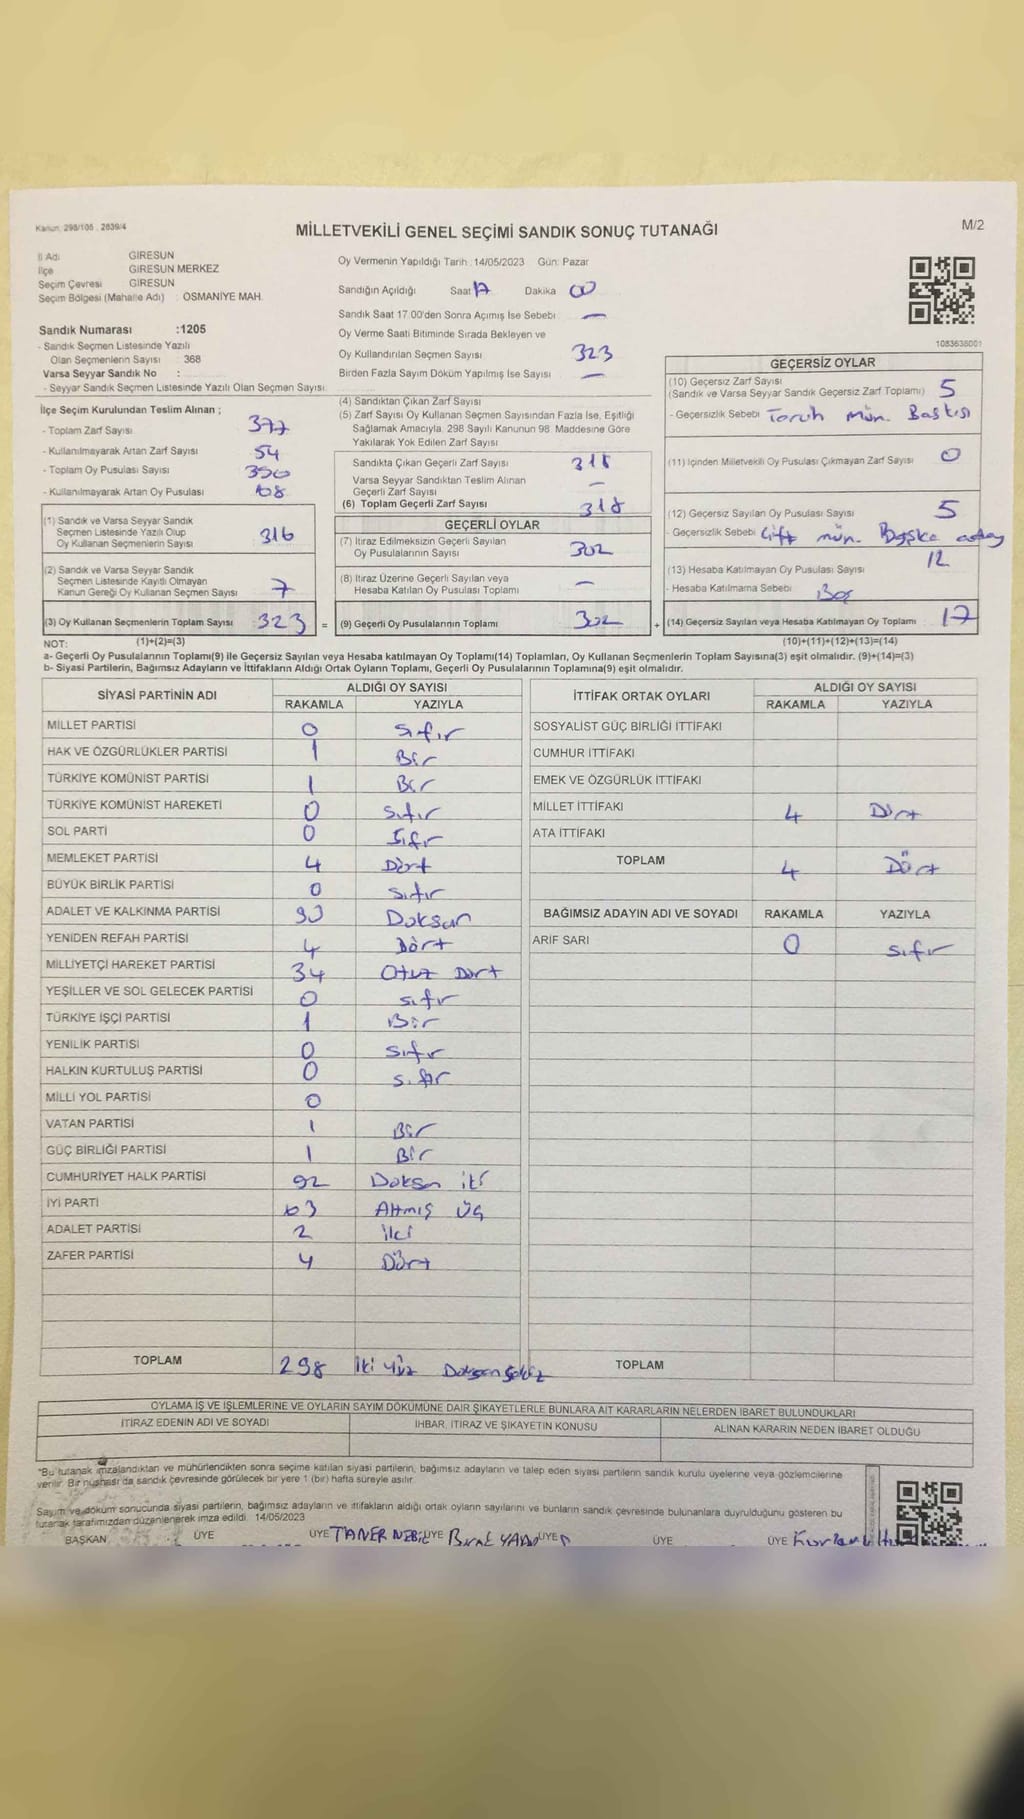 Kanun: 298/105, 2839/4
MİLLETVEKİLİ GENEL SEÇİMİ SANDIK SONUÇ TUTANAĞI
M/2
İl Adı GİRESUN
İlçe GİRESUN MERKEZ
Seçim Çevresi GİRESUN
Seçim Bölgesi (Mahalle Adı) : OSMANİYE MAH.
Sandık Numarası :1205
- Sandık Seçmen Listesinde Yazılı
Olan Seçmenlerin Sayısı : 368
Varsa Seyyar Sandık No :
- Seyyar Sandık Seçmen Listesinde Yazılı Olan Seçmen Sayısı:
Oy Vermenin Yapıldığı Tarih : 14/05/2023 Gün: Pazar
Sandığın Açıldığı Saat 17 Dakika 00
Sandık Saat 17.00'den Sonra Açımış İse Sebebi —
Oy Verme Saati Bitiminde Sırada Bekleyen ve
Oy Kullandırılan Seçmen Sayısı 323
Birden Fazla Sayım Döküm Yapılmış İse Sayısı —
1083636001
İlçe Seçim Kurulundan Teslim Alınan ;
- Toplam Zarf Sayısı 377
- Kullanılmayarak Artan Zarf Sayısı 54
- Toplam Oy Pusulası Sayısı 390
- Kullanılmayarak Artan Oy Pusulası 68
(1) Sandık ve Varsa Seyyar Sandık
Seçmen Listesinde Yazılı Olup
Oy Kullanan Seçmenlerin Sayısı 316
(2) Sandık ve Varsa Seyyar Sandık
Seçmen Listesinde Kayıtlı Olmayan
Kanun Gereği Oy Kullanan Seçmen Sayısı 7
(3) Oy Kullanan Seçmenlerin Toplam Sayısı 323 =
(4) Sandıktan Çıkan Zarf Sayısı
(5) Zarf Sayısı Oy Kullanan Seçmen Sayısından Fazla İse, Eşitliği
Sağlamak Amacıyla, 298 Sayılı Kanunun 98. Maddesine Göre
Yakılarak Yok Edilen Zarf Sayısı
Sandıkta Çıkan Geçerli Zarf Sayısı 318
Varsa Seyyar Sandıktan Teslim Alınan
Geçerli Zarf Sayısı —
(6) Toplam Geçerli Zarf Sayısı 318
GEÇERLİ OYLAR
(7) İtiraz Edilmeksizin Geçerli Sayılan
Oy Pusulalarının Sayısı 302
(8) İtiraz Üzerine Geçerli Sayılan veya
Hesaba Katılan Oy Pusulası Toplamı —
(9) Geçerli Oy Pusulalarının Toplamı 302 +
GEÇERSİZ OYLAR
(10) Geçersiz Zarf Sayısı
(Sandık ve Varsa Seyyar Sandık Geçersiz Zarf Toplamı) 5
- Geçersizlik Sebebi Tercih mün. Baskısı
(11) İçinden Milletvekili Oy Pusulası Çıkmayan Zarf Sayısı 0
(12) Geçersiz Sayılan Oy Pusulası Sayısı 5
- Geçersizlik Sebebi Çift mün. Başka aday
(13) Hesaba Katılmayan Oy Pusulası Sayısı 12
- Hesaba Katılmama Sebebi Boş
(14) Geçersiz Sayılan veya Hesaba Katılmayan Oy Toplamı 17
NOT: (1)+(2)=(3) (10)+(11)+(12)+(13)=(14)
a- Geçerli Oy Pusulalarının Toplamı(9) ile Geçersiz Sayılan veya Hesaba katılmayan Oy Toplamı(14) Toplamları, Oy Kullanan Seçmenlerin Toplam Sayısına(3) eşit olmalıdır. (9)+(14)=(3)
b- Siyasi Partilerin, Bağımsız Adayların ve İttifakların Aldığı Ortak Oyların Toplamı, Geçerli Oy Pusulalarının Toplamına(9) eşit olmalıdır.
SİYASİ PARTİNİN ADI ALDIĞI OY SAYISI
RAKAMLA YAZIYLA
MİLLET PARTİSİ 0 Sıfır
HAK VE ÖZGÜRLÜKLER PARTİSİ 1 Bir
TÜRKİYE KOMÜNİST PARTİSİ 1 Bir
TÜRKİYE KOMÜNİST HAREKETİ 0 Sıfır
SOL PARTİ 0 Sıfır
MEMLEKET PARTİSİ 4 Dört
BÜYÜK BİRLİK PARTİSİ 0 Sıfır
ADALET VE KALKINMA PARTİSİ 90 Doksan
YENİDEN REFAH PARTİSİ 4 Dört
MİLLİYETÇİ HAREKET PARTİSİ 34 Otuz Dört
YEŞİLLER VE SOL GELECEK PARTİSİ 0 sıfır
TÜRKİYE İŞÇİ PARTİSİ 1 Bir
YENİLİK PARTİSİ 0 Sıfır
HALKIN KURTULUŞ PARTİSİ 0 Sıfır
MİLLİ YOL PARTİSİ 0
VATAN PARTİSİ 1 Bir
GÜÇ BİRLİĞİ PARTİSİ 1 Bir
CUMHURİYET HALK PARTİSİ 92 Doksan iki
İYİ PARTİ 63 Altmış Üç
ADALET PARTİSİ 2 iki
ZAFER PARTİSİ 4 Dört
TOPLAM 298 iki yüz Doksan Sekiz
İTTİFAK ORTAK OYLARI ALDIĞI OY SAYISI
RAKAMLA YAZIYLA
SOSYALİST GÜÇ BİRLİĞİ İTTİFAKI
CUMHUR İTTİFAKI
EMEK VE ÖZGÜRLÜK İTTİFAKI
MİLLET İTTİFAKI 4 Dört
ATA İTTİFAKI
TOPLAM 4 Dört
BAĞIMSIZ ADAYIN ADI VE SOYADI RAKAMLA YAZIYLA
ARİF SARI 0 sıfır
TOPLAM
OYLAMA İŞ VE İŞLEMLERİNE VE OYLARIN SAYIM DÖKÜMÜNE DAİR ŞİKAYETLERLE BUNLARA AİT KARARLARIN NELERDEN İBARET BULUNDUKLARI
İTİRAZ EDENİN ADI VE SOYADI İHBAR, İTİRAZ VE ŞİKAYETİN KONUSU ALINAN KARARIN NEDEN İBARET OLDUĞU
*Bu tutanak imzalandıktan ve mühürlendikten sonra seçime katılan siyasi partilerin, bağımsız adayların ve talep eden siyasi partilerin sandık kurulu üyelerine veya gözlemcilerine
verilir. Bir nüshası da sandık çevresinde görülecek bir yere 1 (bir) hafta süreyle asılır.
Sayım ve döküm sonucunda siyasi partilerin, bağımsız adayların ve ittifakların aldığı ortak oyların sayılarını ve bunların sandık çevresinde bulunanlara duyrulduğunu gösteren bu
tutanak tarafımızdan düzenlenerek imza edildi. 14/05/2023
BAŞKAN ÜYE ÜYE TANER NEBİ ÜYE ÜYE ÜYE ÜYE